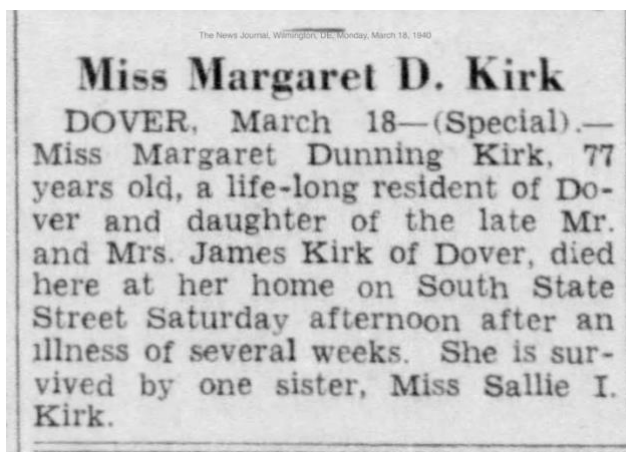 The News Journal, Wilmington, DE, Monday, March 18, 1940
Miss Margaret D. Kirk
DOVER, March 18—(Special).—
Miss Margaret Dunning Kirk, 77
years old, a life-long resident of Do-
ver and daughter of the late Mr.
and Mrs. James Kirk of Dover, died
here at her home on South State
Street Saturday afternoon after an
illness of several weeks. She is sur-
vived by one sister, Miss Sallie I.
Kirk.